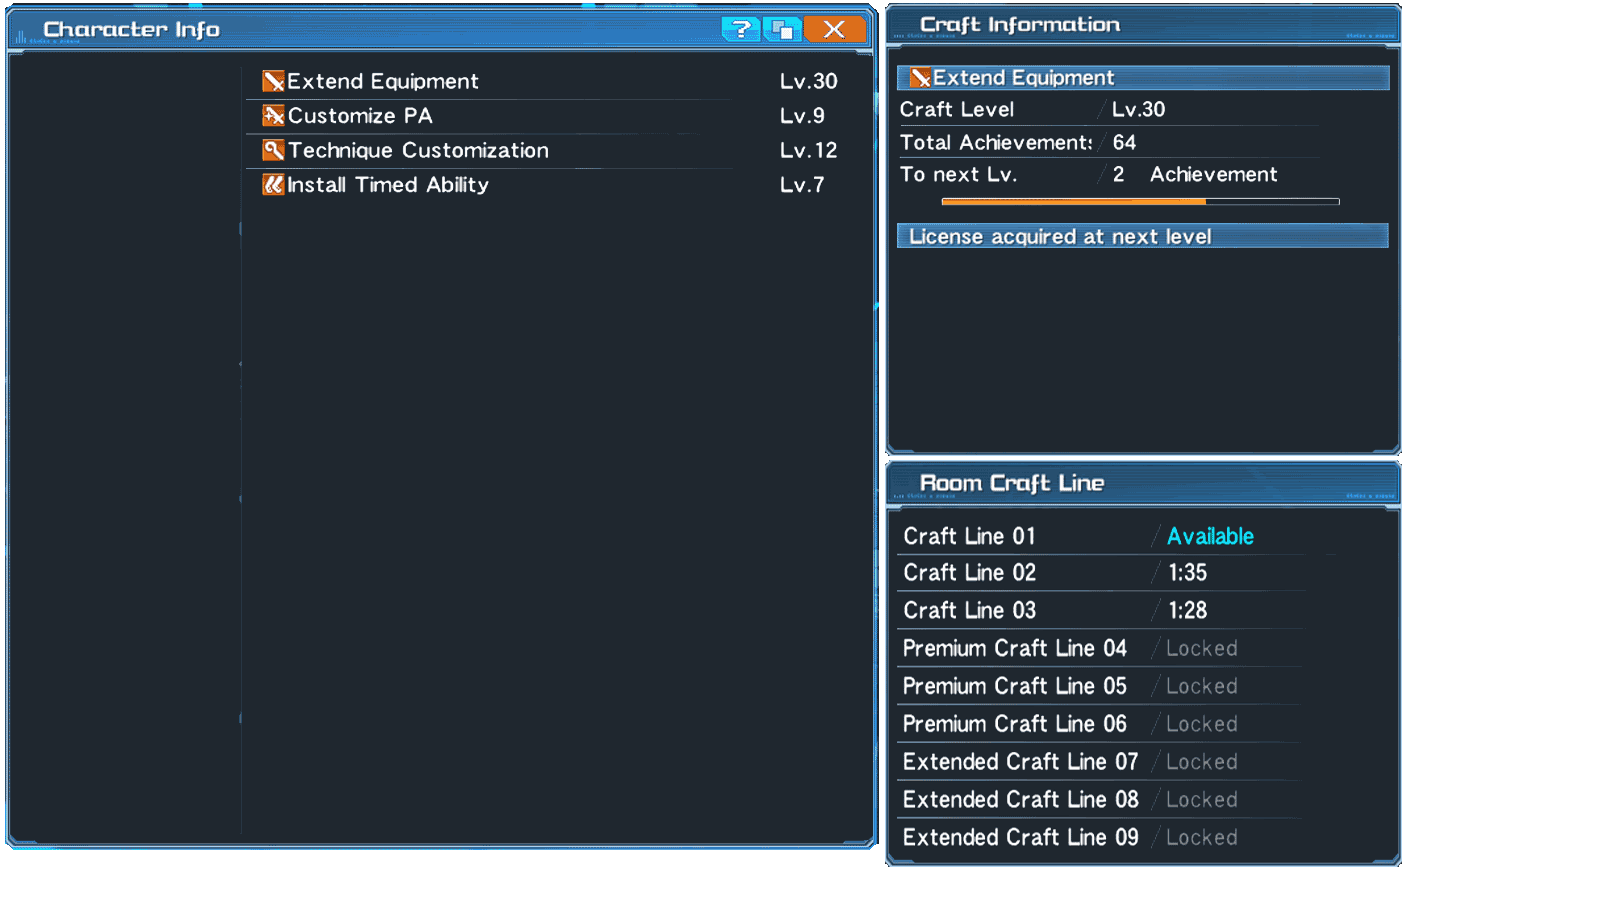 Character Info
?
Extend Equipment Lv.30
Customize PA Lv.9
Technique Customization Lv.12
Install Timed Ability Lv.7
Craft Information
Extend Equipment
Craft Level / Lv.30
Total Achievements / 64
To next Lv. / 2 Achievement
License acquired at next level
Room Craft Line
Craft Line 01 / Available
Craft Line 02 / 1:35
Craft Line 03 / 1:28
Premium Craft Line 04 / Locked
Premium Craft Line 05 / Locked
Premium Craft Line 06 / Locked
Extended Craft Line 07 / Locked
Extended Craft Line 08 / Locked
Extended Craft Line 09 / Locked